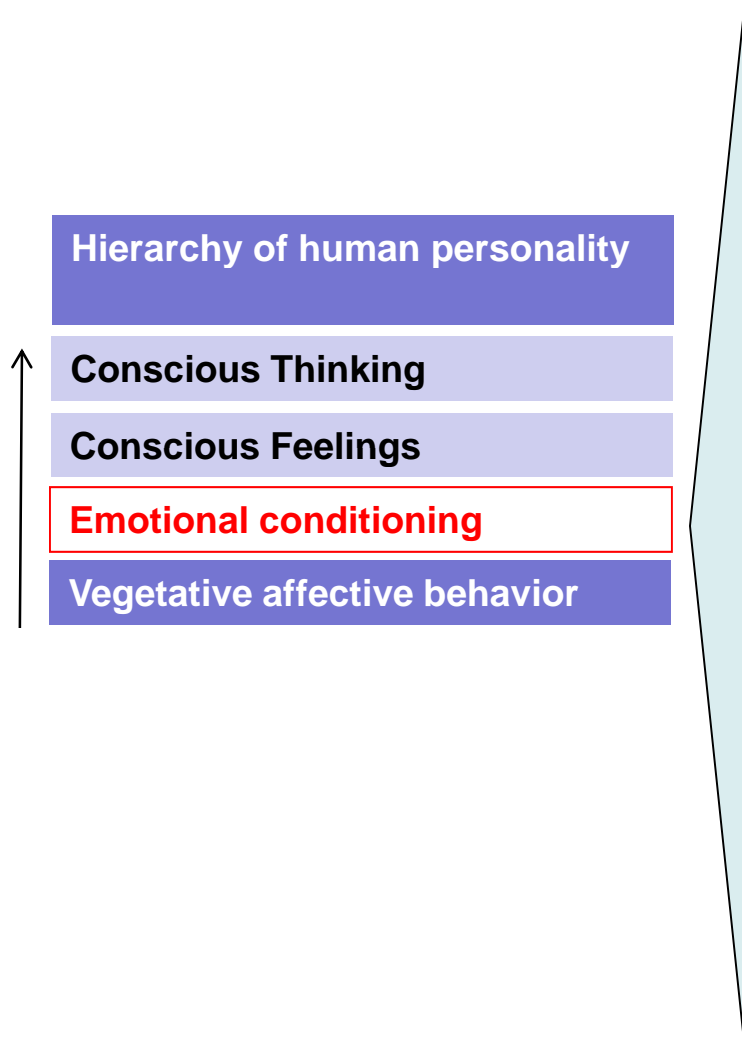 Hierarchy of human personality
Conscious Thinking
Conscious Feelings
Emotional conditioning
Vegetative affective behavior